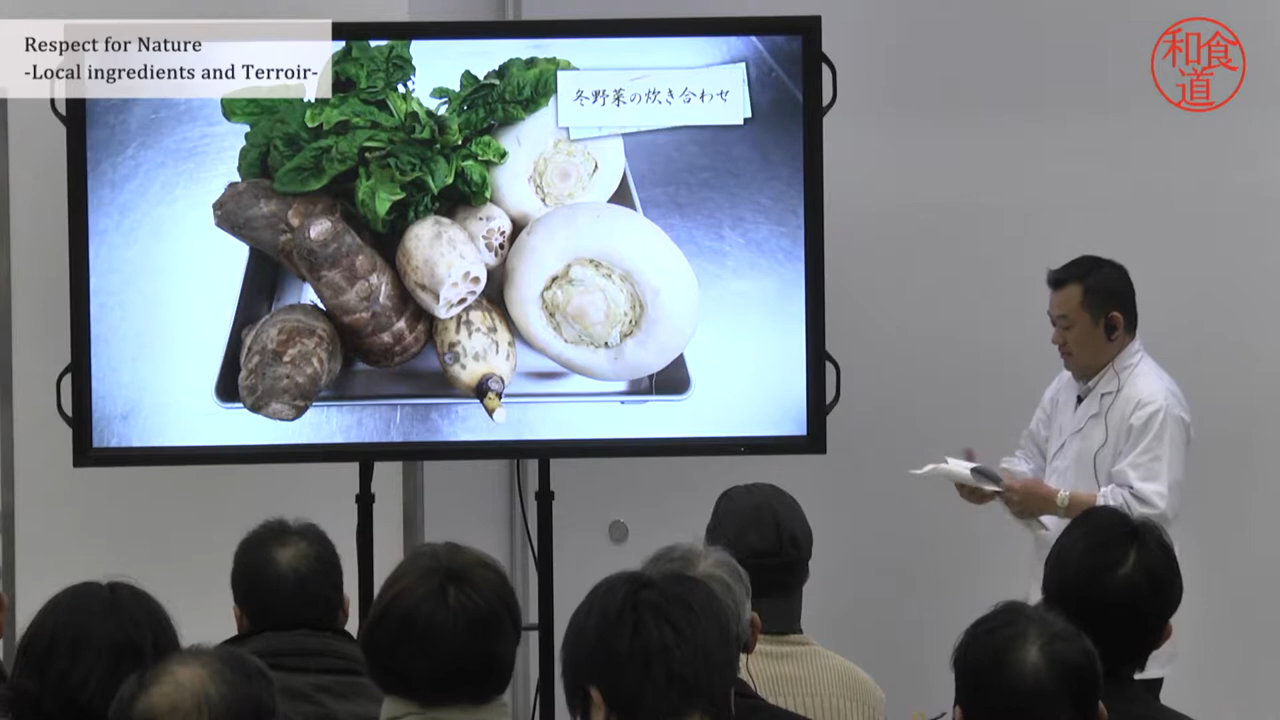 Respect for Nature
-Local ingredients and Terroir-
冬野菜の炊き合わせ
和食
道